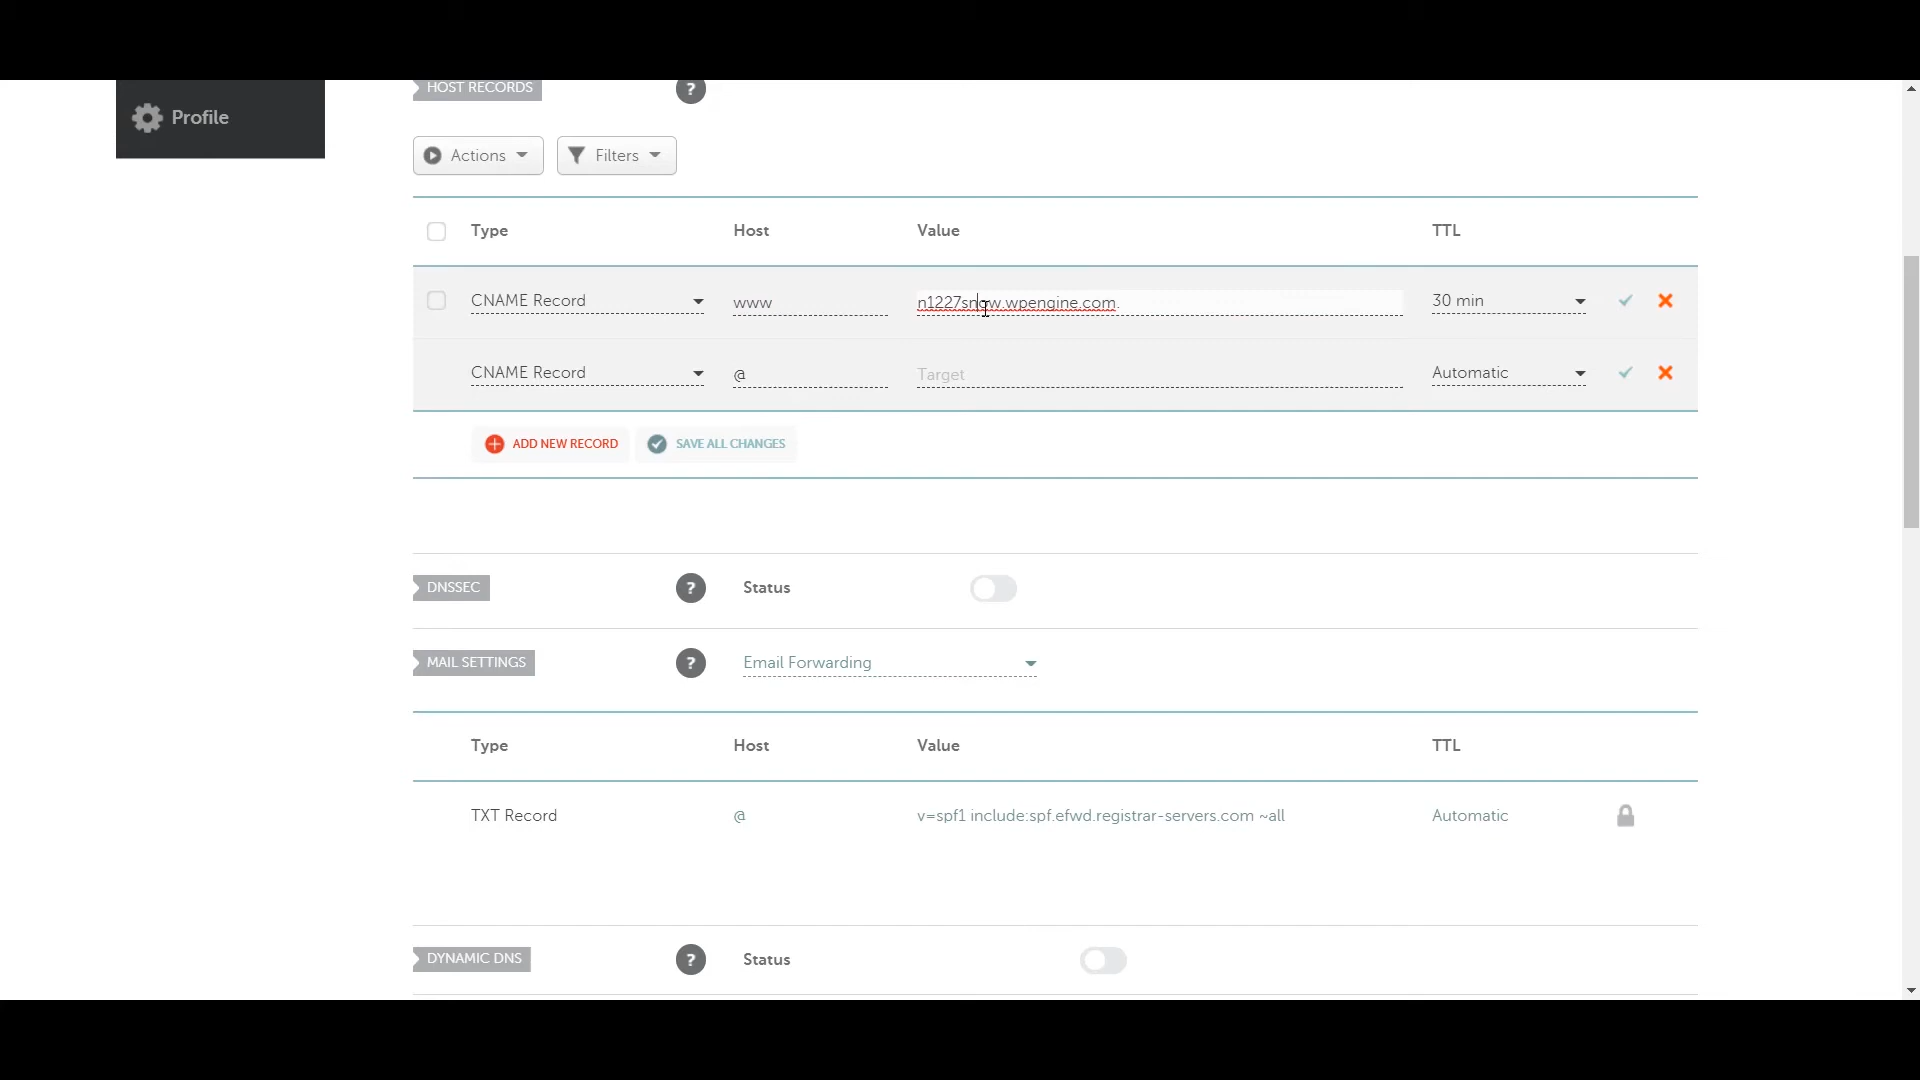 HOST RECORDS ?
Profile
Actions Filters
Type Host Value TTL
CNAME Record www n1227snow.wpengine.com. 30 min
CNAME Record @ Target Automatic
ADD NEW RECORD SAVE ALL CHANGES
DNSSEC ? Status
MAIL SETTINGS ? Email Forwarding
Type Host Value TTL
TXT Record @ v=spf1 include:spf.efwd.registrar-servers.com ~all Automatic
DYNAMIC DNS ? Status